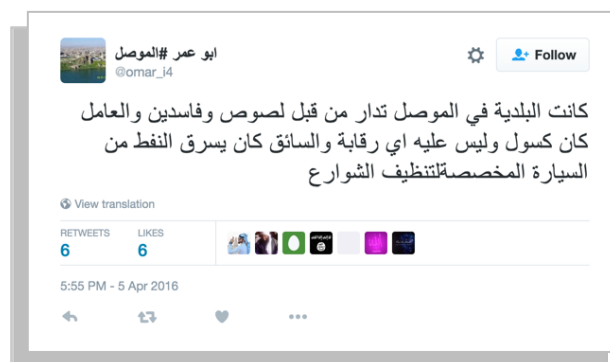 ابو عمر #الموصل
@omar_i4
Follow
كانت البلدية في الموصل تدار من قبل لصوص وفاسدين والعامل
كان كسول وليس عليه اي رقابة والسائق كان يسرق النفط من
السيارة المخصصةلتنظيف الشوارع
View translation
RETWEETS LIKES
6 6
5:55 PM - 5 Apr 2016